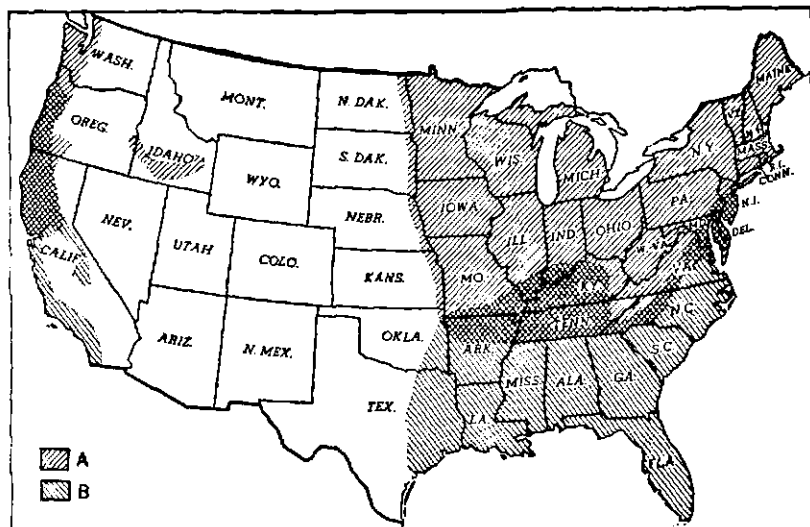 WASH.
MONT.
N. DAK.
MINN.
MAINE
OREG.
IDAHO
S. DAK.
WIS.
MICH.
N.Y.
VT.
MASS.
R.I.
CONN.
WYO.
NEBR.
IOWA
PA.
N.J.
NEV.
UTAH
COLO.
ILL.
IND.
OHIO
W. VA.
DEL.
CALIF.
KANS.
MO.
ARIZ.
N. MEX.
OKLA.
ARK.
TENN.
N.C.
TEX.
LA.
MISS.
ALA.
GA.
S.C.
FLA.
A
B